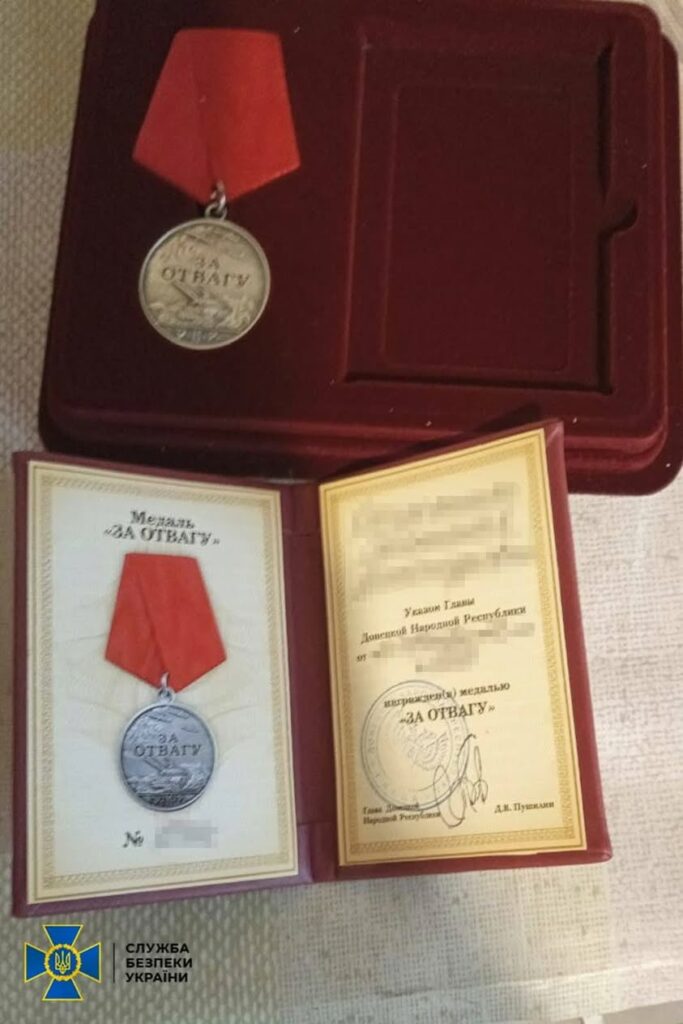 ЗА
ОТВАГУ
Медаль
«ЗА ОТВАГУ»
ЗА
ОТВАГУ
№
Указом Главы
Донецкой Народной Республики
от
награжден(а) медалью
«ЗА ОТВАГУ»
Глава Донецкой
Народной Республики
Д.В. Пушилин
СЛУЖБА
БЕЗПЕКИ
УКРАЇНИ